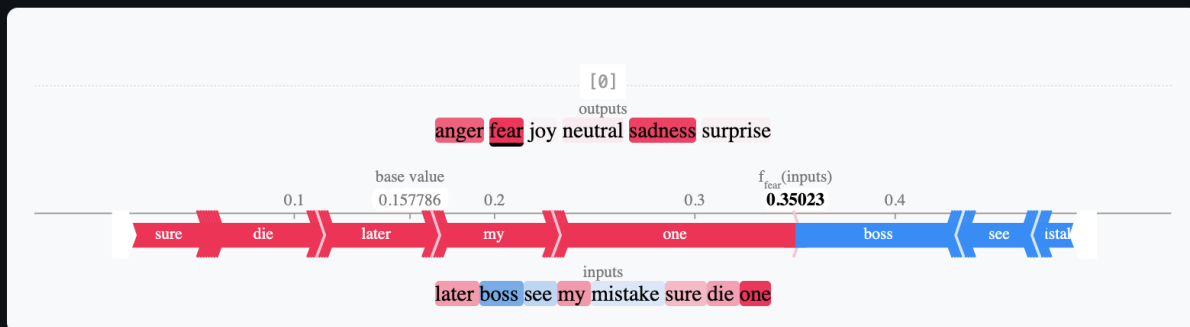 [0]
outputs
anger fear joy neutral sadness surprise
base value f_fear(inputs)
0.1 0.157786 0.2 0.3 0.35023 0.4
sure die later my one boss see istak
inputs
later boss see my mistake sure die one